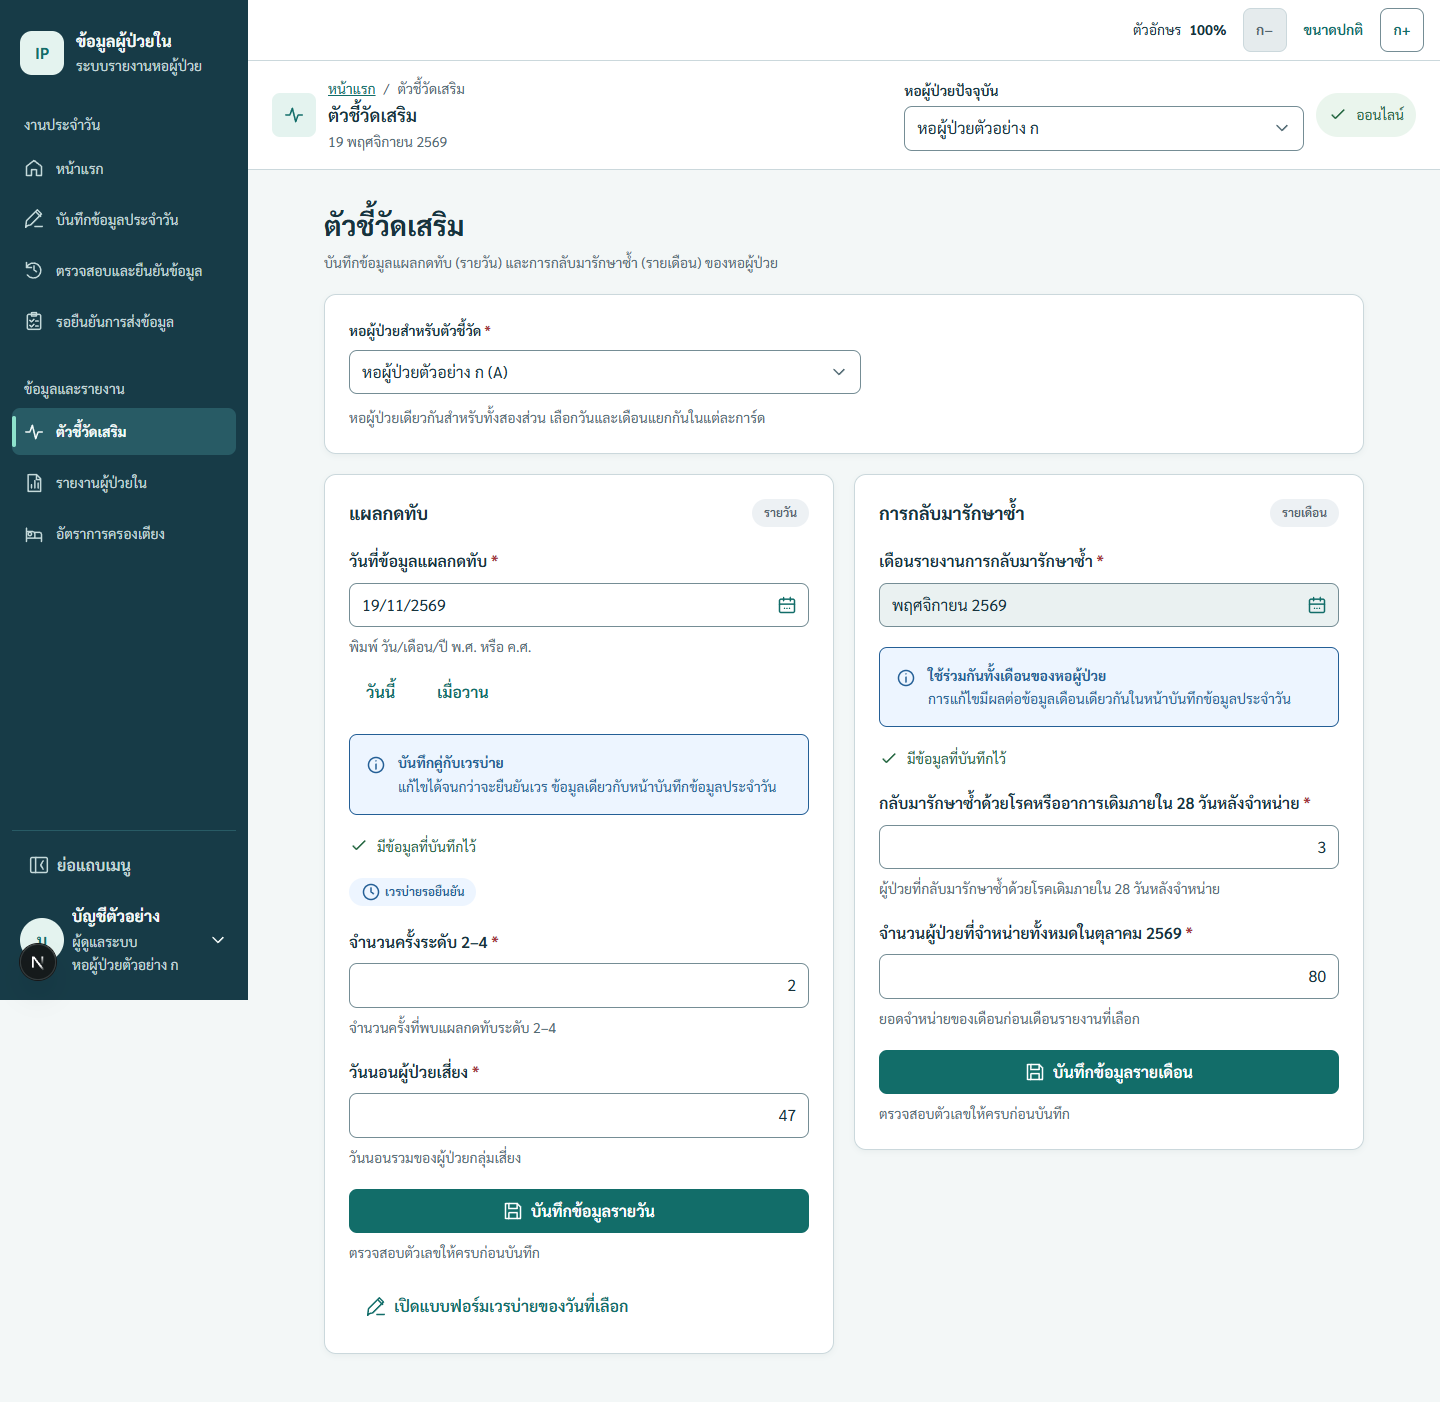 IP
ข้อมูลผู้ป่วยใน
ระบบรายงานหอผู้ป่วย
งานประจำวัน
หน้าแรก
บันทึกข้อมูลประจำวัน
ตรวจสอบและยืนยันข้อมูล
รอยืนยันการส่งข้อมูล
ข้อมูลและรายงาน
ตัวชี้วัดเสริม
รายงานผู้ป่วยใน
อัตราการครองเตียง
ย่อแถบเมนู
บ
N
บัญชีตัวอย่าง
ผู้ดูแลระบบ
หอผู้ป่วยตัวอย่าง ก
ตัวอักษร 100% ก− ขนาดปกติ ก+
หน้าแรก / ตัวชี้วัดเสริม
ตัวชี้วัดเสริม
19 พฤศจิกายน 2569
หอผู้ป่วยปัจจุบัน
หอผู้ป่วยตัวอย่าง ก
ออนไลน์
ตัวชี้วัดเสริม
บันทึกข้อมูลแผลกดทับ (รายวัน) และการกลับมารักษาซ้ำ (รายเดือน) ของหอผู้ป่วย
หอผู้ป่วยสำหรับตัวชี้วัด *
หอผู้ป่วยตัวอย่าง ก (A)
หอผู้ป่วยเดียวกันสำหรับทั้งสองส่วน เลือกวันและเดือนแยกกันในแต่ละการ์ด
แผลกดทับ
รายวัน
วันที่ข้อมูลแผลกดทับ *
19/11/2569
พิมพ์ วัน/เดือน/ปี พ.ศ. หรือ ค.ศ.
วันนี้ เมื่อวาน
บันทึกคู่กับเวรบ่าย
แก้ไขได้จนกว่าจะยืนยันเวร ข้อมูลเดียวกับหน้าบันทึกข้อมูลประจำวัน
มีข้อมูลที่บันทึกไว้
เวรบ่ายรอยืนยัน
จำนวนครั้งระดับ 2–4 *
2
จำนวนครั้งที่พบแผลกดทับระดับ 2–4
วันนอนผู้ป่วยเสี่ยง *
47
วันนอนรวมของผู้ป่วยกลุ่มเสี่ยง
บันทึกข้อมูลรายวัน
ตรวจสอบตัวเลขให้ครบก่อนบันทึก
เปิดแบบฟอร์มเวรบ่ายของวันที่เลือก
การกลับมารักษาซ้ำ
รายเดือน
เดือนรายงานการกลับมารักษาซ้ำ *
พฤศจิกายน 2569
ใช้ร่วมกันทั้งเดือนของหอผู้ป่วย
การแก้ไขมีผลต่อข้อมูลเดือนเดียวกันในหน้าบันทึกข้อมูลประจำวัน
มีข้อมูลที่บันทึกไว้
กลับมารักษาซ้ำด้วยโรคหรืออาการเดิมภายใน 28 วันหลังจำหน่าย *
3
ผู้ป่วยที่กลับมารักษาซ้ำด้วยโรคเดิมภายใน 28 วันหลังจำหน่าย
จำนวนผู้ป่วยที่จำหน่ายทั้งหมดในตุลาคม 2569 *
80
ยอดจำหน่ายของเดือนก่อนเดือนรายงานที่เลือก
บันทึกข้อมูลรายเดือน
ตรวจสอบตัวเลขให้ครบก่อนบันทึก